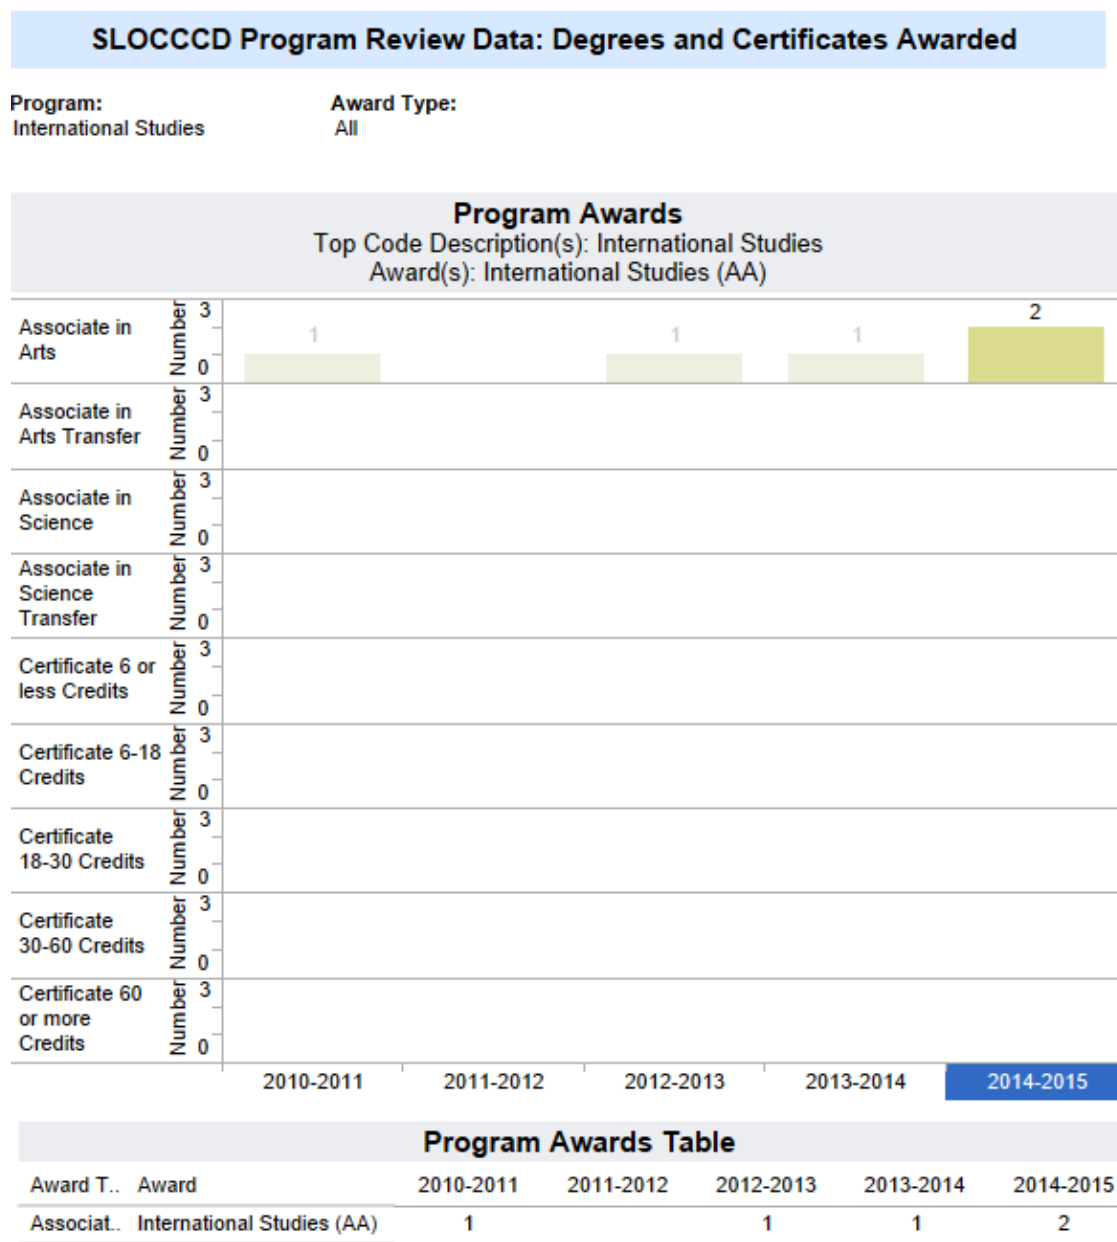 SLOCCCD Program Review Data: Degrees and Certificates Awarded
Program: Award Type:
International Studies All
Program Awards
Top Code Description(s): International Studies
Award(s): International Studies (AA)
Associate in
Arts
Number
3
0
1
1
1
2
Associate in
Arts Transfer
Number
3
0
Associate in
Science
Number
3
0
Associate in
Science
Transfer
Number
3
0
Certificate 6 or
less Credits
Number
3
0
Certificate 6-18
Credits
Number
3
0
Certificate
18-30 Credits
Number
3
0
Certificate
30-60 Credits
Number
3
0
Certificate 60
or more
Credits
Number
3
0
2010-2011 2011-2012 2012-2013 2013-2014 2014-2015
Program Awards Table
Award T.. Award 2010-2011 2011-2012 2012-2013 2013-2014 2014-2015
Associat.. International Studies (AA) 1 1 1 2